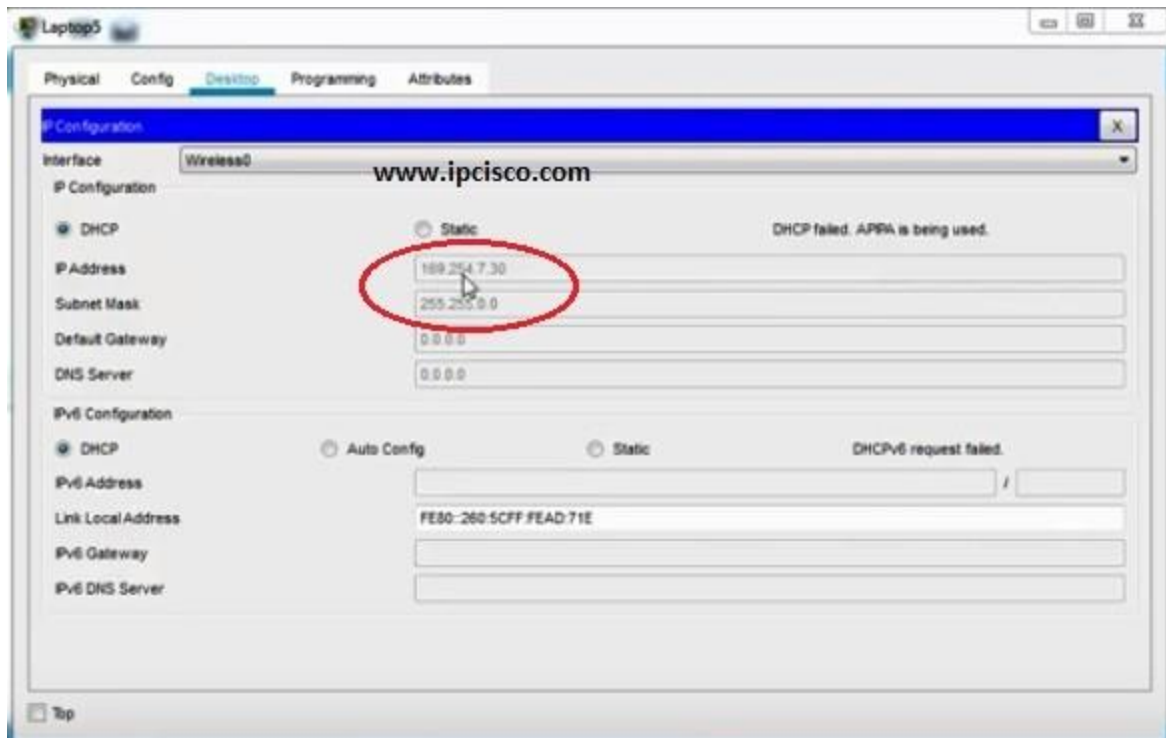 Laptop5
Physical Config Desktop Programming Attributes
IP Configuration X
Interface Wireless0
www.ipcisco.com
IP Configuration
DHCP Static DHCP failed. APIPA is being used.
IP Address 169.254.7.30
Subnet Mask 255.255.0.0
Default Gateway 0.0.0.0
DNS Server 0.0.0.0
IPv6 Configuration
DHCP Auto Config Static DHCPv6 request failed.
IPv6 Address /
Link Local Address FE80::260:5CFF:FEAD:71E
IPv6 Gateway
IPv6 DNS Server
Top